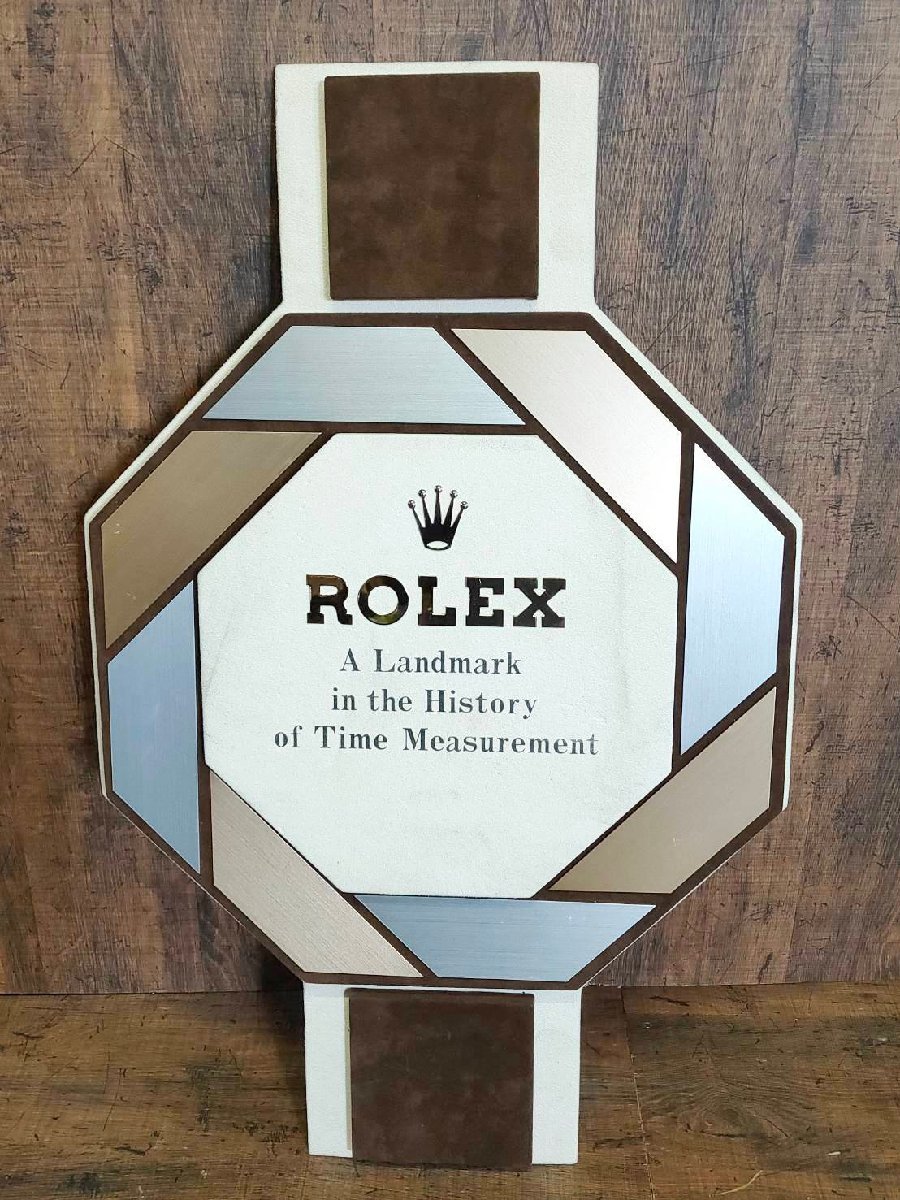 ROLEX
A Landmark
in the History
of Time Measurement